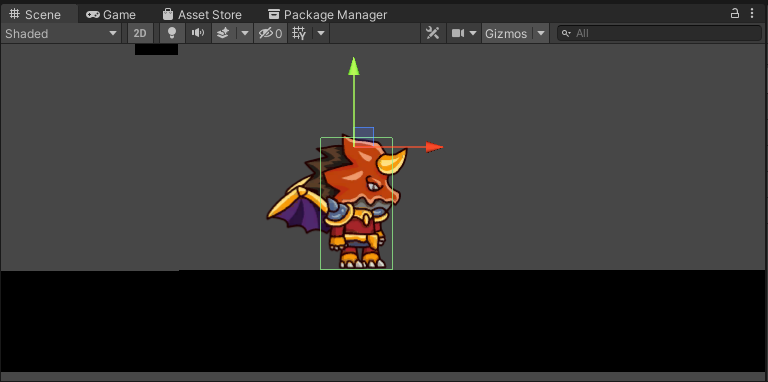 Scene Game Asset Store Package Manager
Shaded 2D 0 Gizmos All